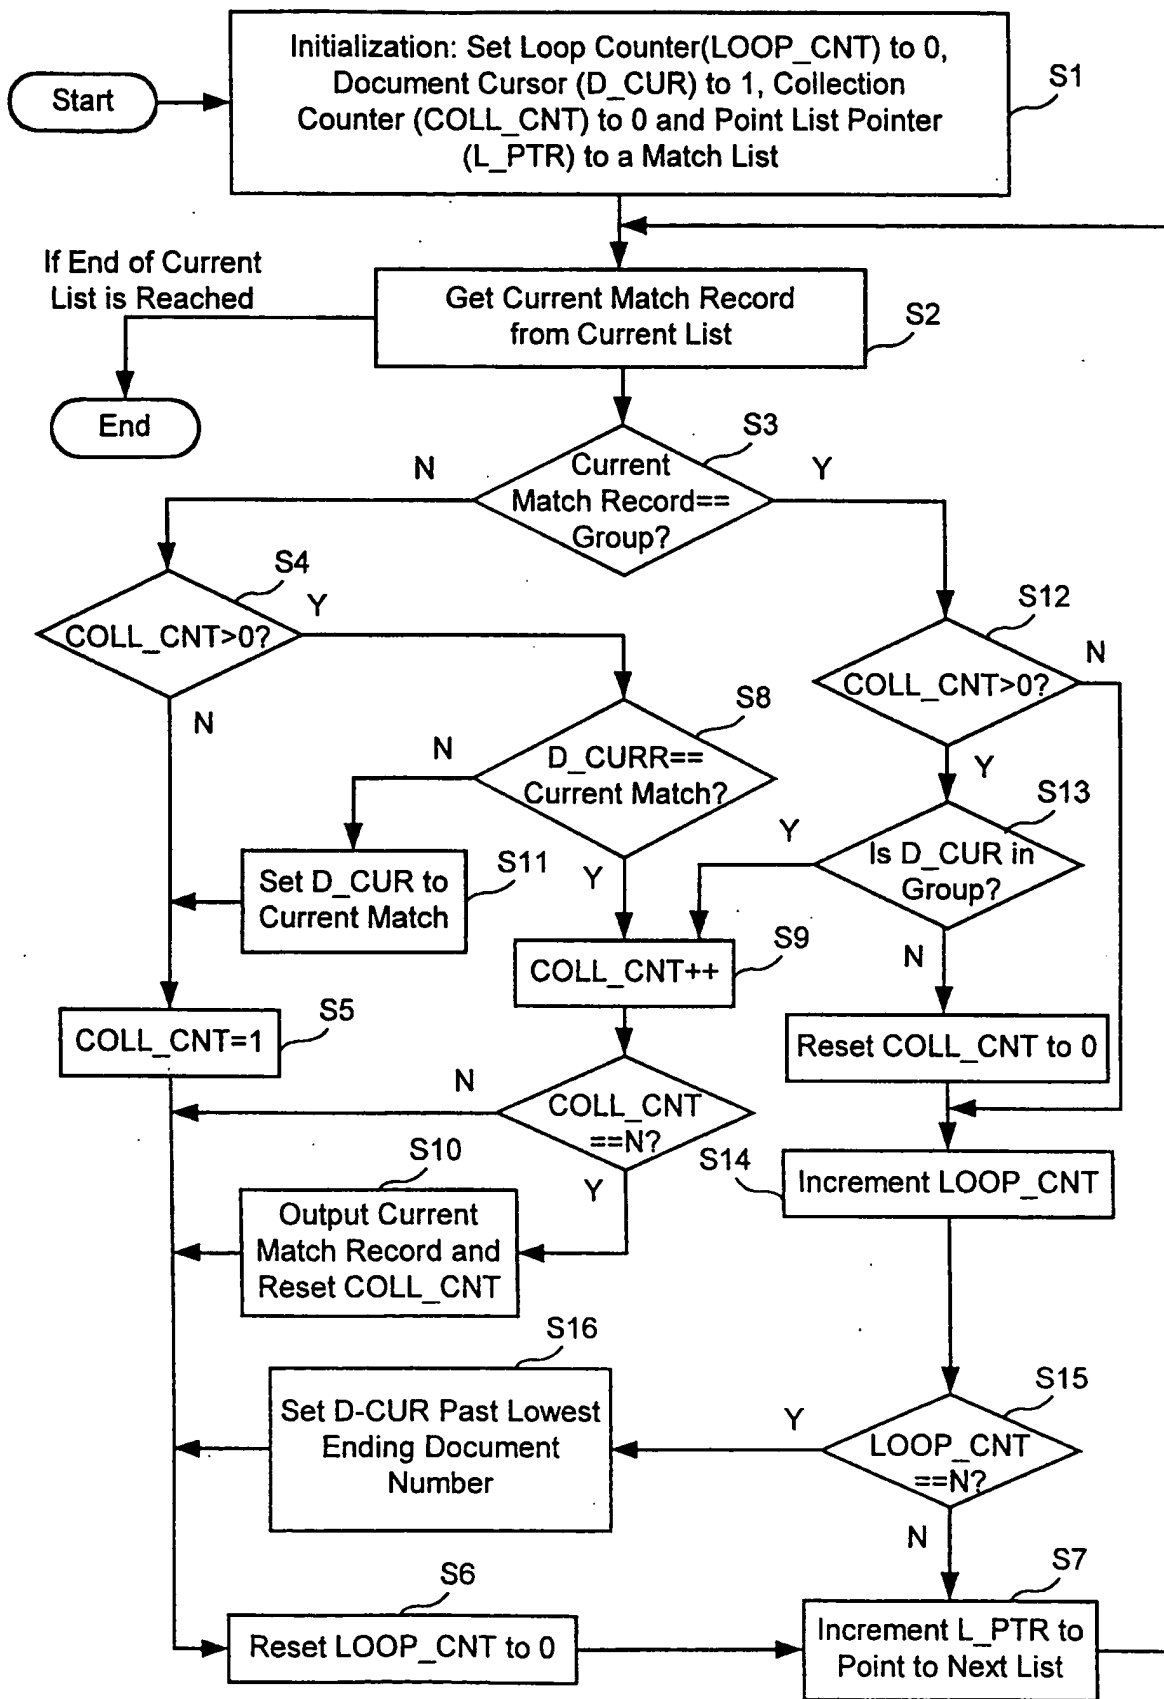 Start
Initialization: Set Loop Counter(LOOP_CNT) to 0,
Document Cursor (D_CUR) to 1, Collection
Counter (COLL_CNT) to 0 and Point List Pointer
(L_PTR) to a Match List
S1
If End of Current
List is Reached
Get Current Match Record
from Current List
S2
End
S3
N
Current
Match Record==
Group?
Y
S4
COLL_CNT>0?
Y
N
S12
COLL_CNT>0?
N
Y
S8
N
D_CURR==
Current Match?
Y
S13
Y
Is D_CUR in
Group?
N
S11
Set D_CUR to
Current Match
S9
COLL_CNT++
S5
COLL_CNT=1
Reset COLL_CNT to 0
N
COLL_CNT
==N?
Y
S14
Increment LOOP_CNT
S10
Output Current
Match Record and
Reset COLL_CNT
S16
Set D-CUR Past Lowest
Ending Document
Number
S15
Y
LOOP_CNT
==N?
N
S6
Reset LOOP_CNT to 0
S7
Increment L_PTR to
Point to Next List